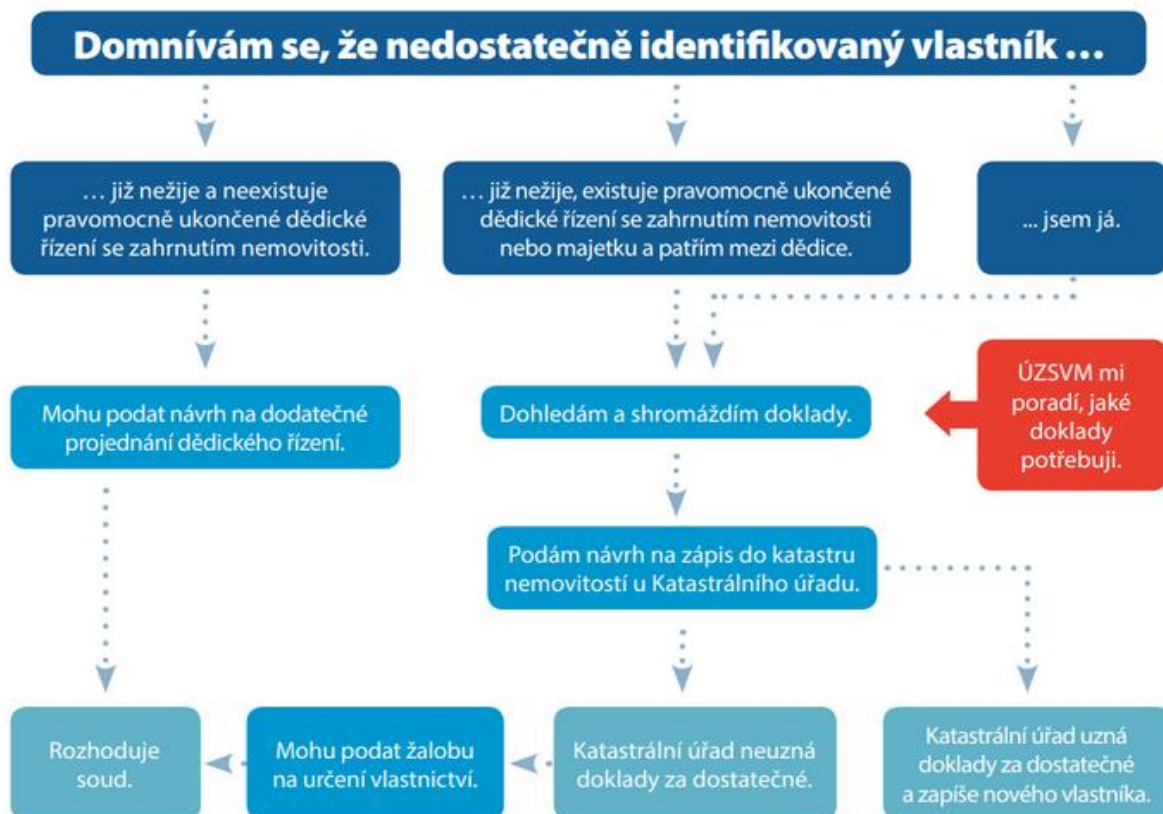 Domnívám se, že nedostatečně identifikovaný vlastník …
… již nežije a neexistuje
pravomocně ukončené dědické
řízení se zahrnutím nemovitosti.
… již nežije, existuje pravomocně ukončené
dědické řízení se zahrnutím nemovitosti
nebo majetku a patřím mezi dědice.
... jsem já.
Mohu podat návrh na dodatečné
projednání dědického řízení.
Dohledám a shromáždím doklady.
ÚZSVM mi
poradí, jaké
doklady
potřebuji.
Podám návrh na zápis do katastru
nemovitostí u Katastrálního úřadu.
Rozhoduje
soud.
Mohu podat žalobu
na určení vlastnictví.
Katastrální úřad neuzná
doklady za dostatečné.
Katastrální úřad uzná
doklady za dostatečné
a zapíše nového vlastníka.